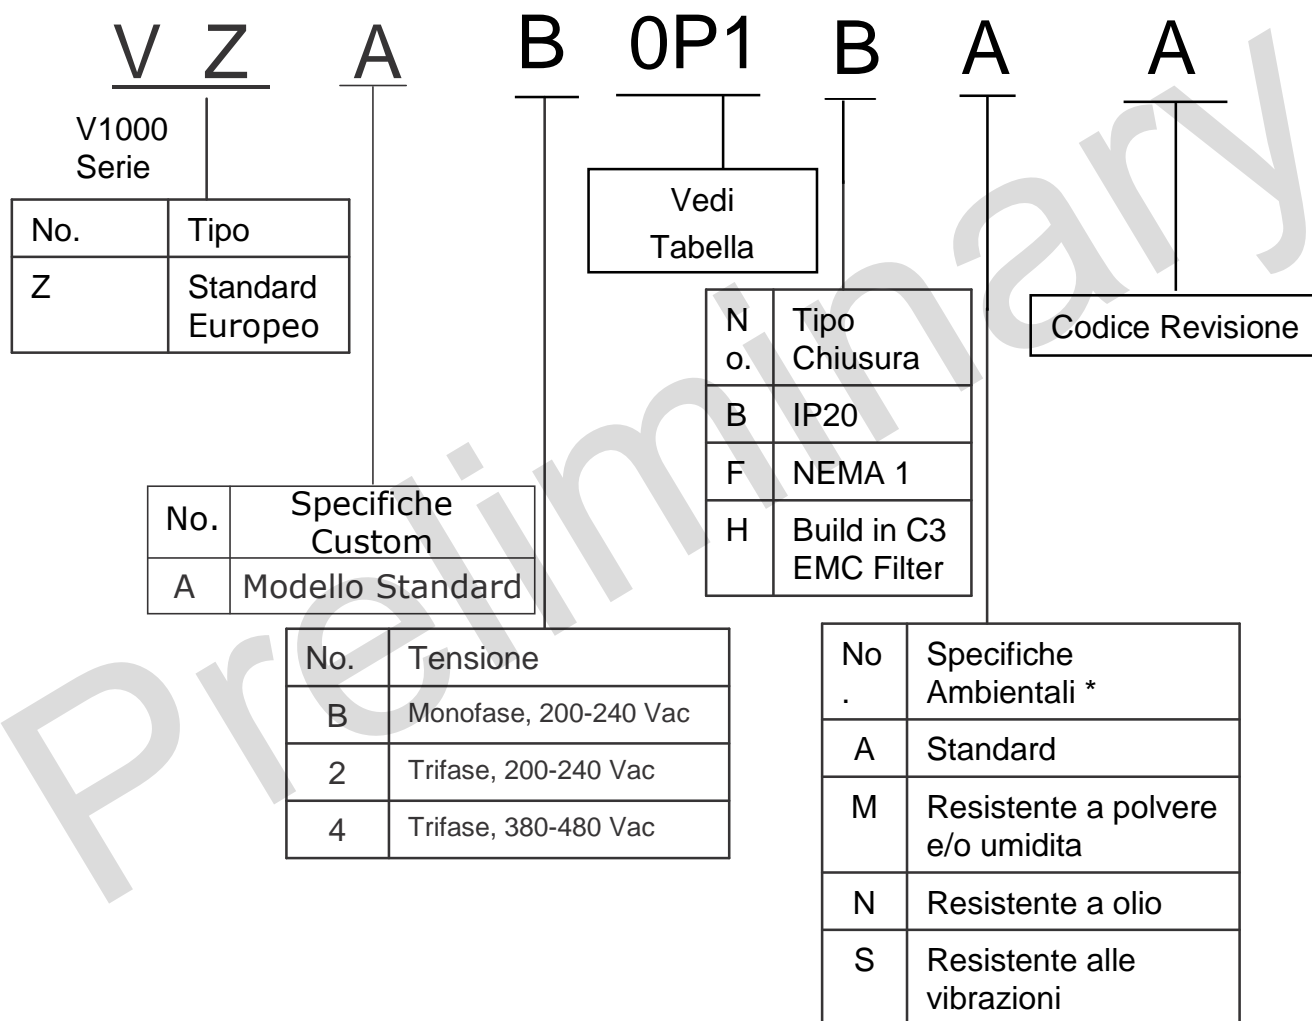 V Z A B 0P1 B A A
V1000
Serie
No. Tipo
Z Standard
Europeo
Vedi
Tabella
N
o. Tipo
Chiusura
B IP20
F NEMA 1
H Build in C3
EMC Filter
Codice Revisione
No. Specifiche
Custom
A Modello Standard
No. Tensione
B Monofase, 200-240 Vac
2 Trifase, 200-240 Vac
4 Trifase, 380-480 Vac
No
. Specifiche
Ambientali *
A Standard
M Resistente a polvere
e/o umidita
N Resistente a olio
S Resistente alle
vibrazioni
Preliminary